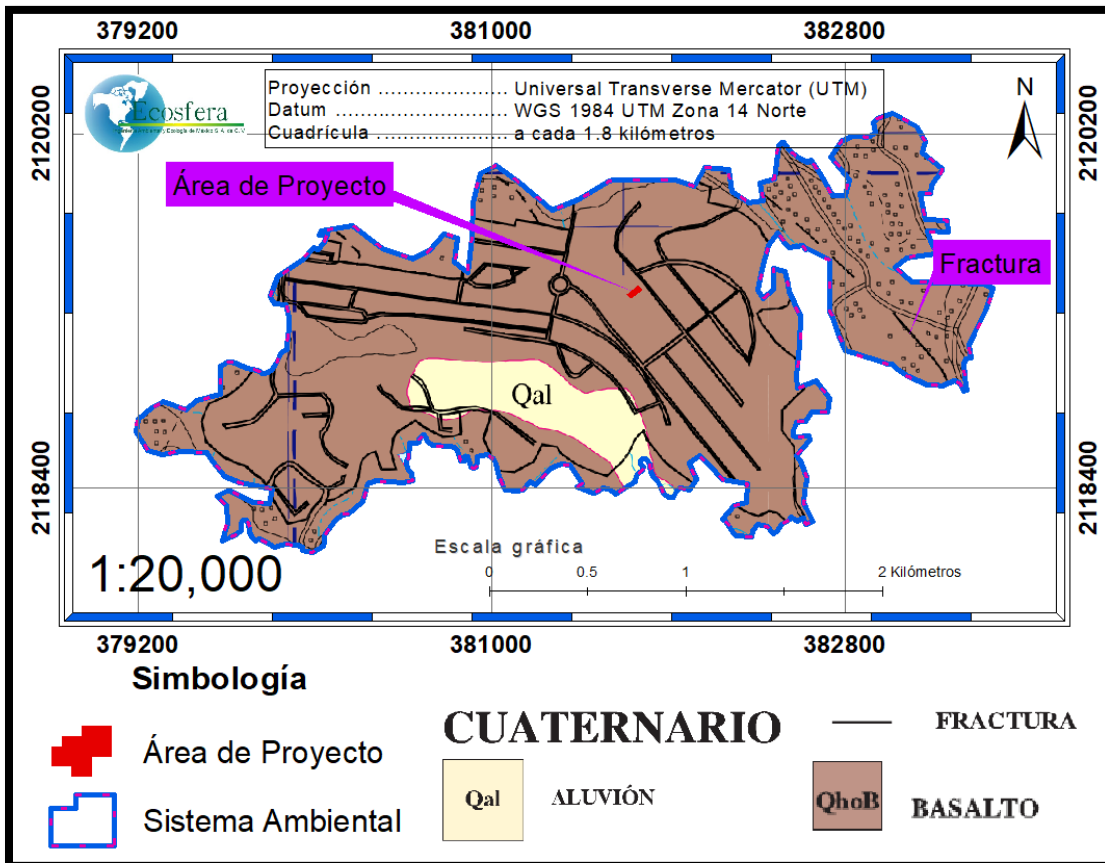 379200 381000 382800
Ecosfera
Proyección ..................... Universal Transverse Mercator (UTM)
Datum ............................ WGS 1984 UTM Zona 14 Norte
Cuadrícula ...................... a cada 1.8 kilómetros
N
2120200 2120200
Área de Proyecto
Fractura
Qal
2118400 2118400
Escala gráfica
1:20,000
0 0.5 1 2 Kilómetros
379200 381000 382800
Simbología
Área de Proyecto
Sistema Ambiental
CUATERNARIO
FRACTURA
Qal ALUVIÓN
QhoB BASALTO